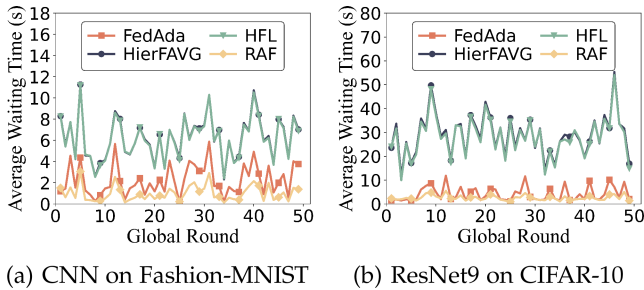 18
16
14
12
10
8
6
4
2
0
Average Waiting Time (s)
FedAda HFL
HierFAVG RAF
0 10 20 30 40 50
Global Round
(a) CNN on Fashion-MNIST
80
70
60
50
40
30
20
10
0
Average Waiting Time (s)
FedAda HFL
HierFAVG RAF
0 10 20 30 40 50
Global Round
(b) ResNet9 on CIFAR-10